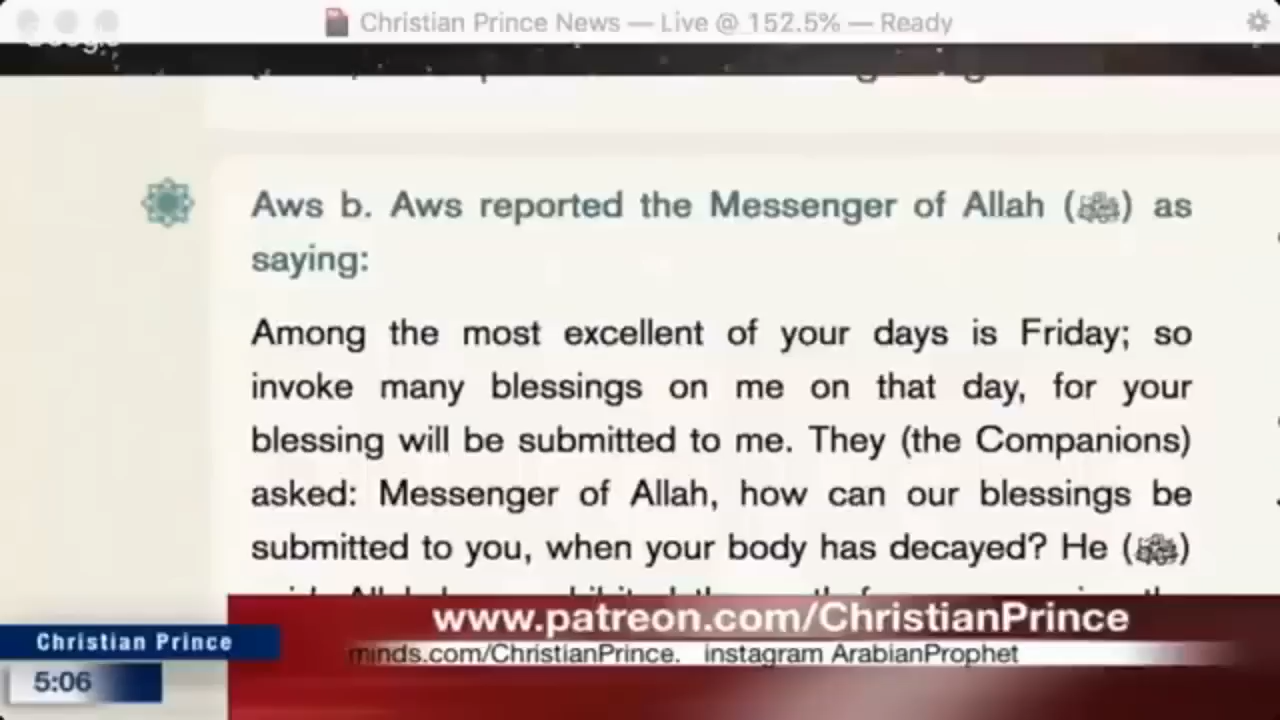 Christian Prince News — Live @ 152.5% — Ready
Aws b. Aws reported the Messenger of Allah (ﷺ) as
saying:
Among the most excellent of your days is Friday; so
invoke many blessings on me on that day, for your
blessing will be submitted to me. They (the Companions)
asked: Messenger of Allah, how can our blessings be
submitted to you, when your body has decayed? He (ﷺ)
www.patreon.com/ChristianPrince
Christian Prince
minds.com/ChristianPrince. instagram ArabianProphet
5:06